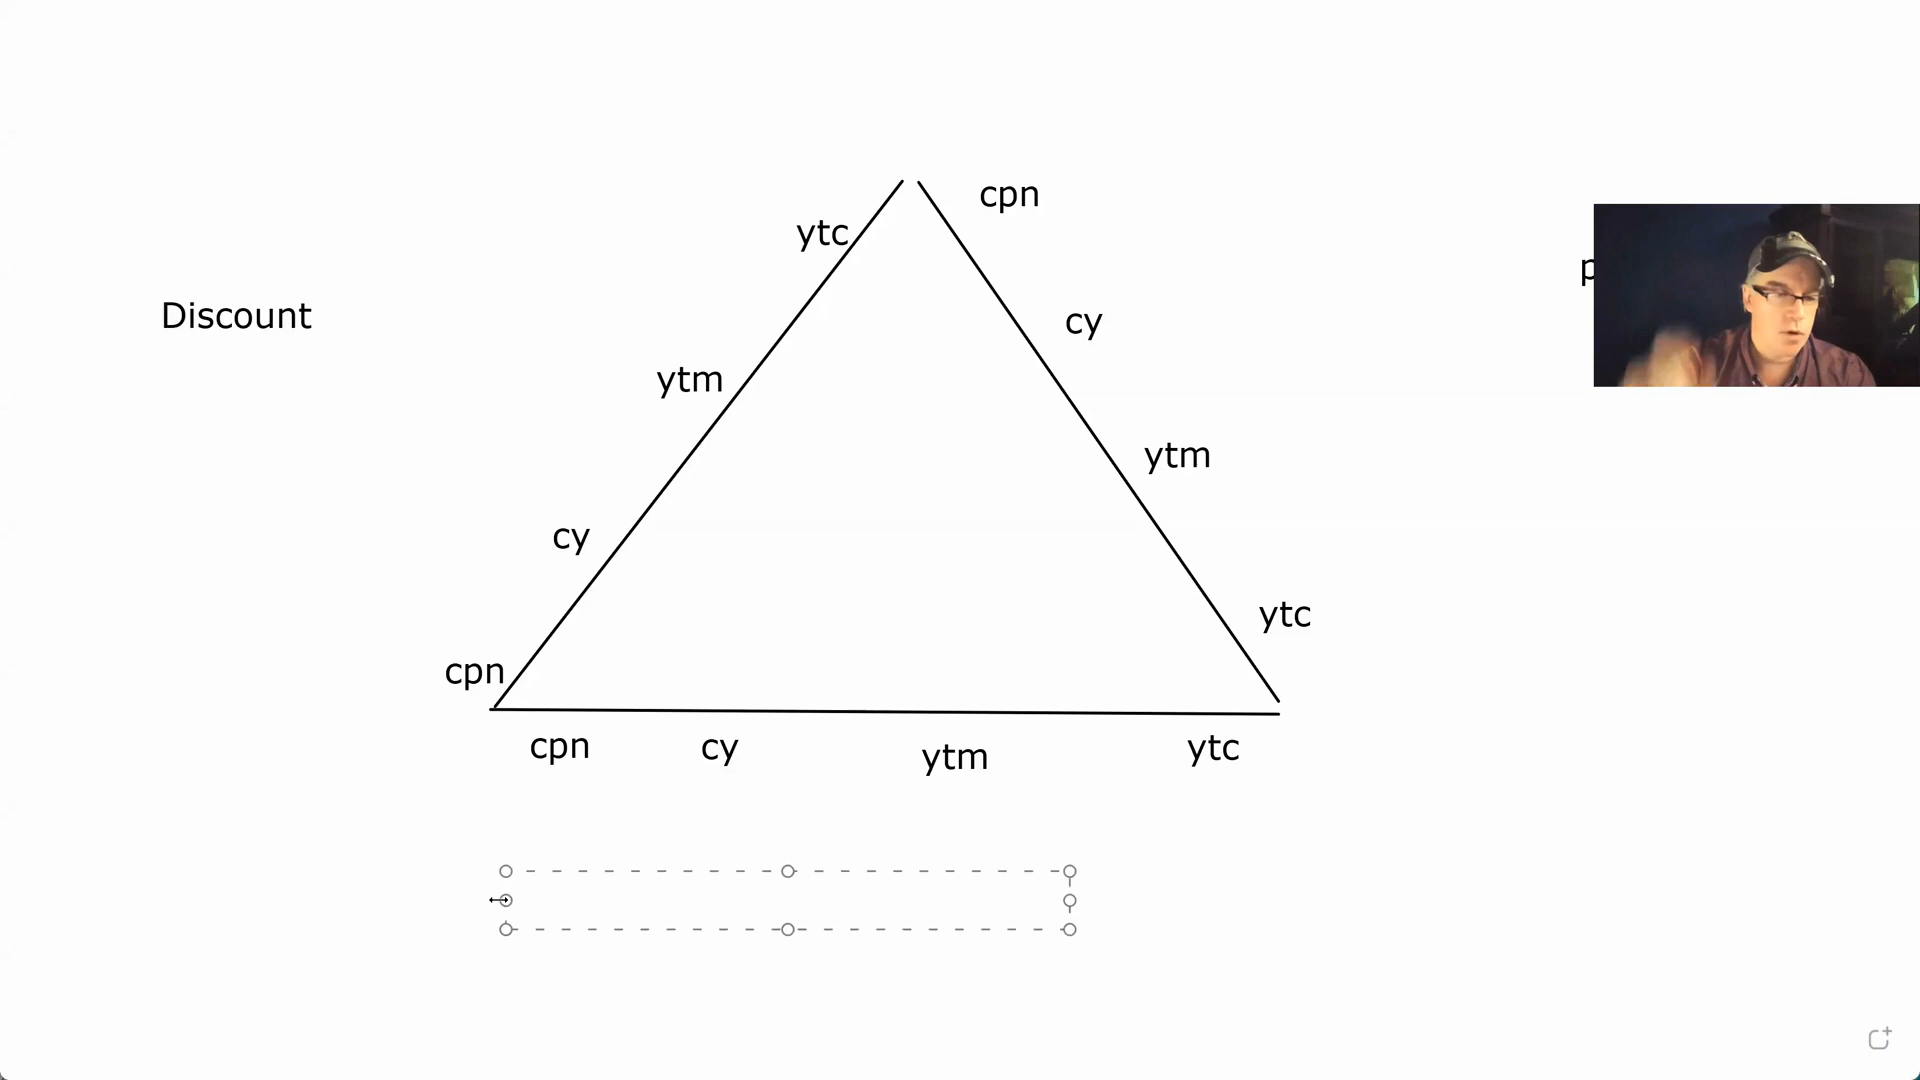 cpn
ytc
p
cy
Discount
ytm
ytm
cy
ytc
cpn
cpn cy ytm ytc